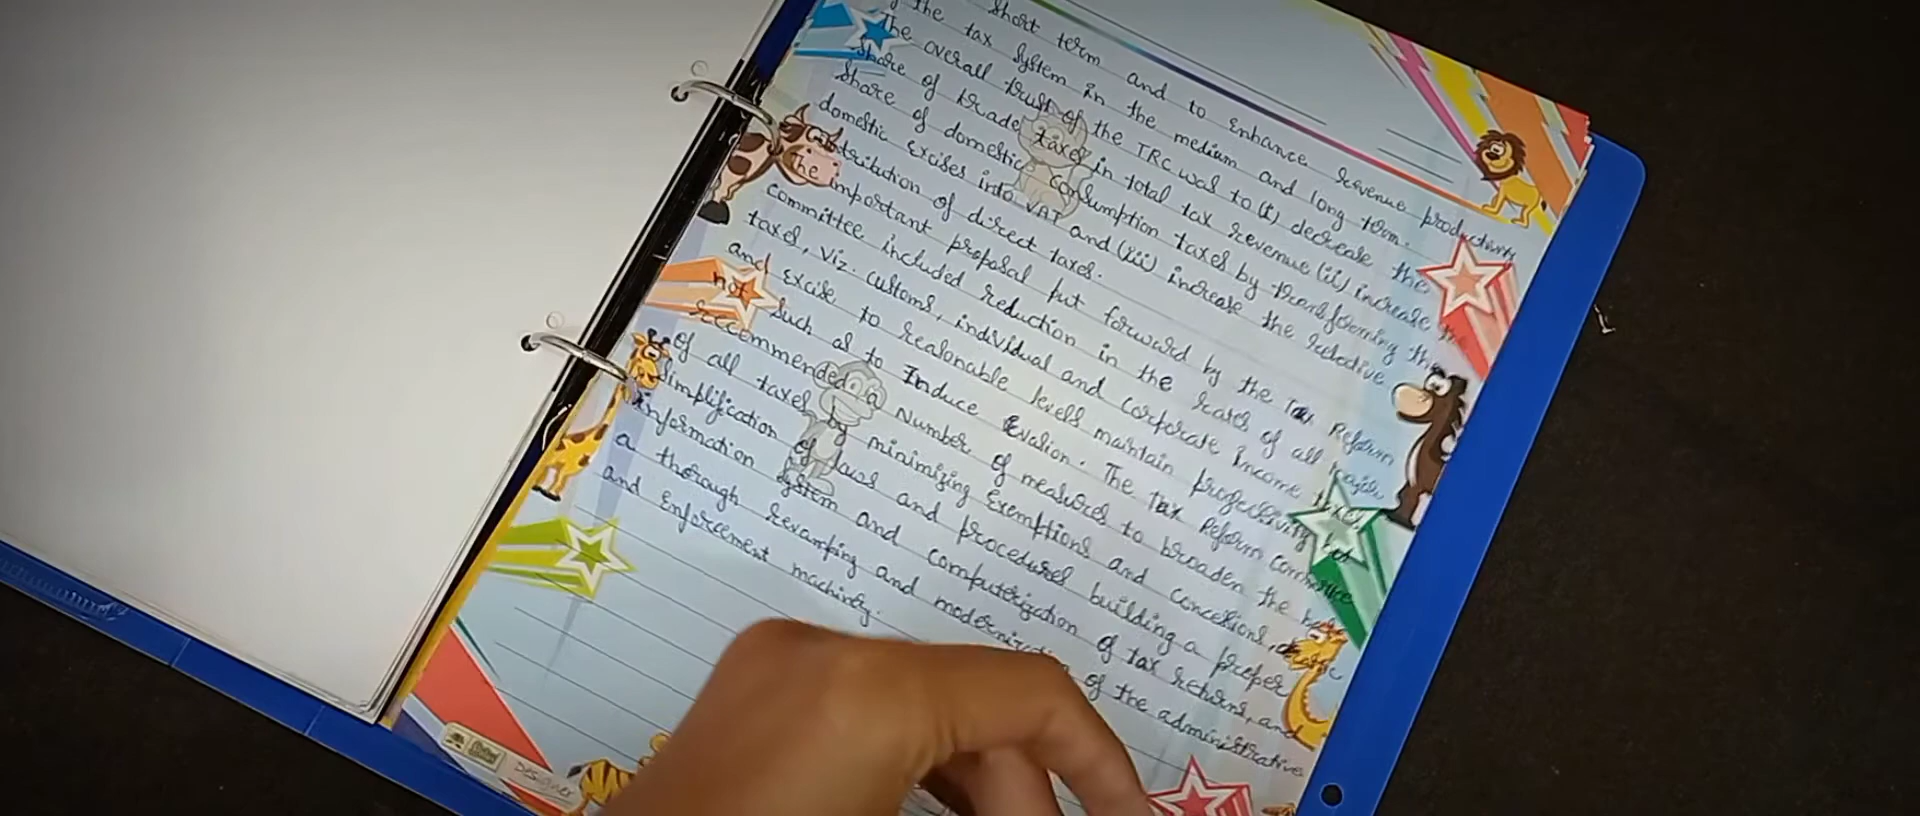 short term and to Enhance revenue productivity
of the tax System in the medium and long term.
The overall trust of the TRC was to (i) decrease the
Share of trade taxes in total tax revenue (ii) increase the
Share of domestic consumption taxes by transforming the
domestic Excises into VAT and (iii) increase the
contribution of direct taxes.
The important proposal put forward by the Tax Reform
committee included reduction in the rates of all major
taxes, viz. customs, individual and corporate Income taxes
and Excise to reasonable levels maintain progressivity but
not such as to Induce Evasion. The Tax Reform Committee
recommended a Number of measures to broaden the base
of all taxes by minimizing Exemptions and concessions,
Simplification of laws and procedures building a proper
information system and computerization of tax returns, and
a thorough revamping and modernization of the administrative
and Enforcement machinery.
DESIGNER